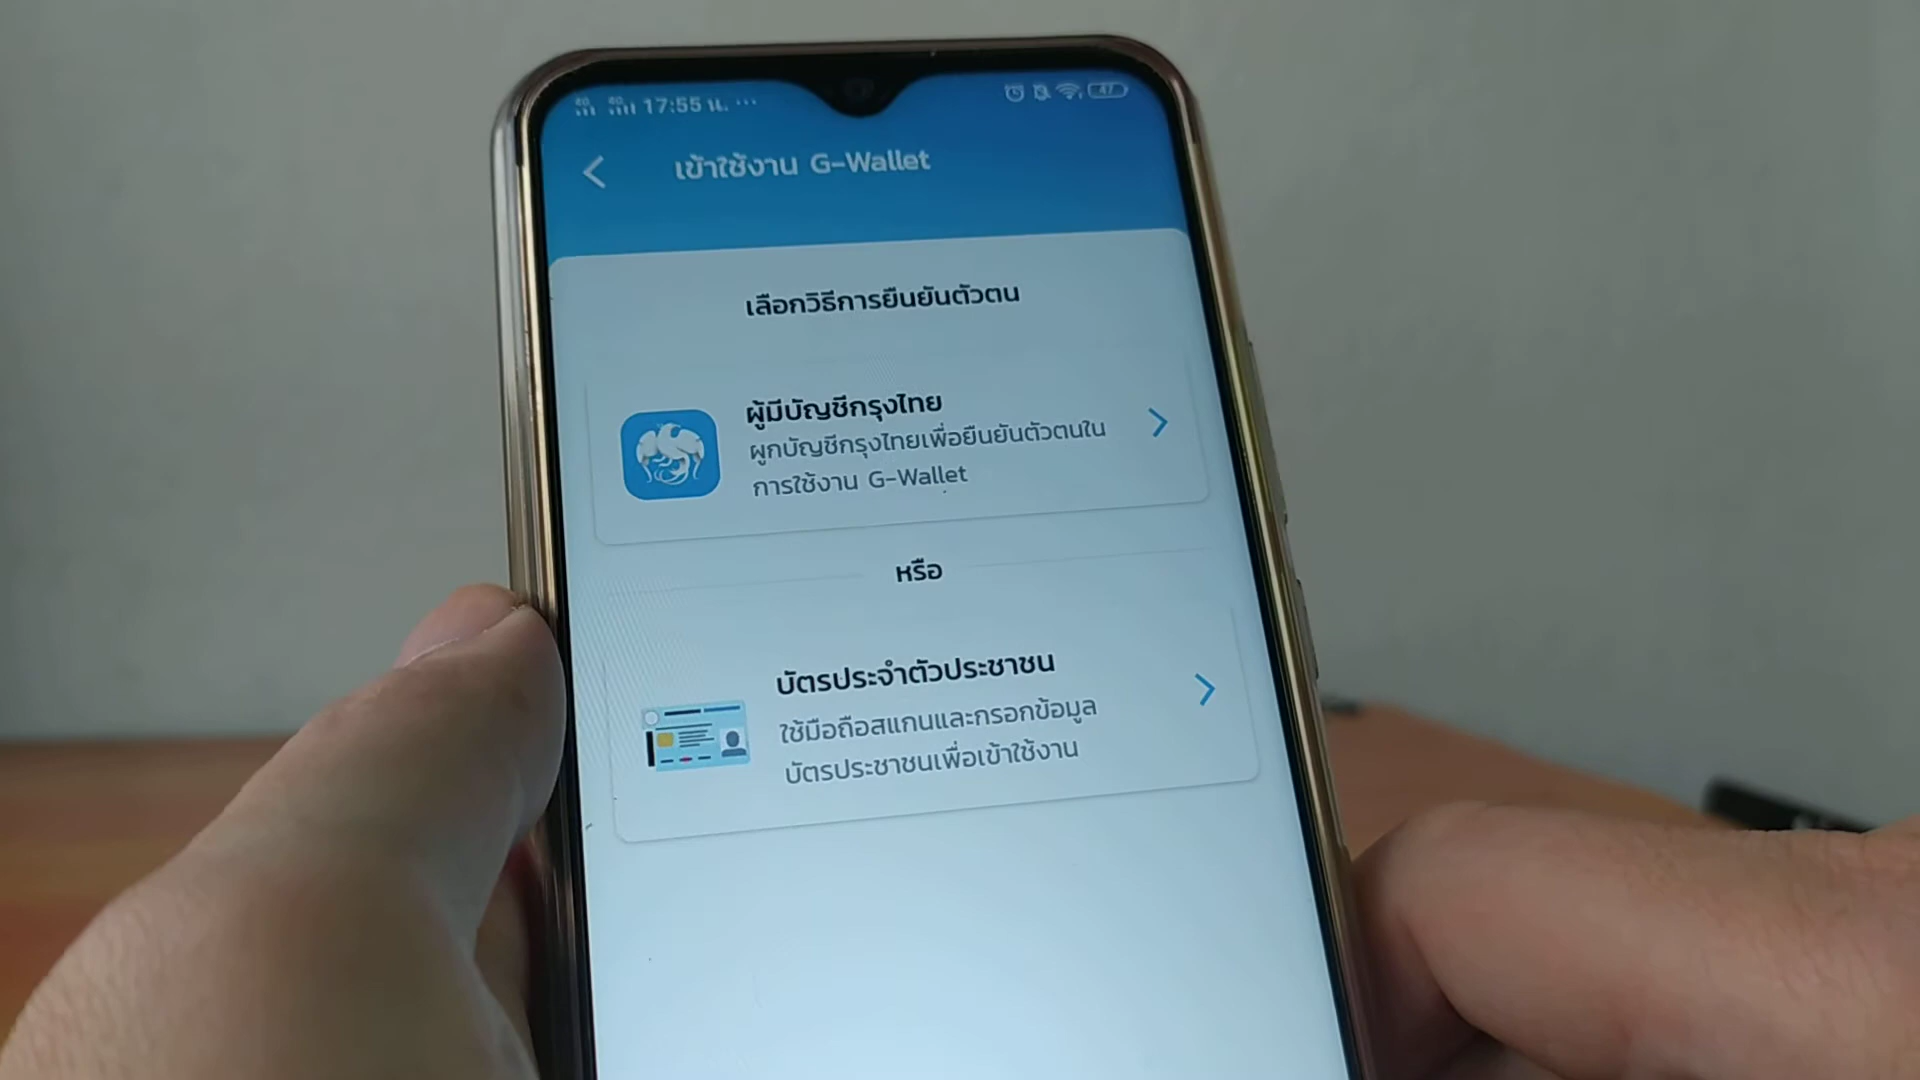 4G 4G 17:55 น. ...
47
เข้าใช้งาน G-Wallet
เลือกวิธีการยืนยันตัวตน
ผู้มีบัญชีกรุงไทย
ผูกบัญชีกรุงไทยเพื่อยืนยันตัวตนใน
การใช้งาน G-Wallet
หรือ
บัตรประจำตัวประชาชน
ใช้มือถือสแกนและกรอกข้อมูล
บัตรประชาชนเพื่อเข้าใช้งาน